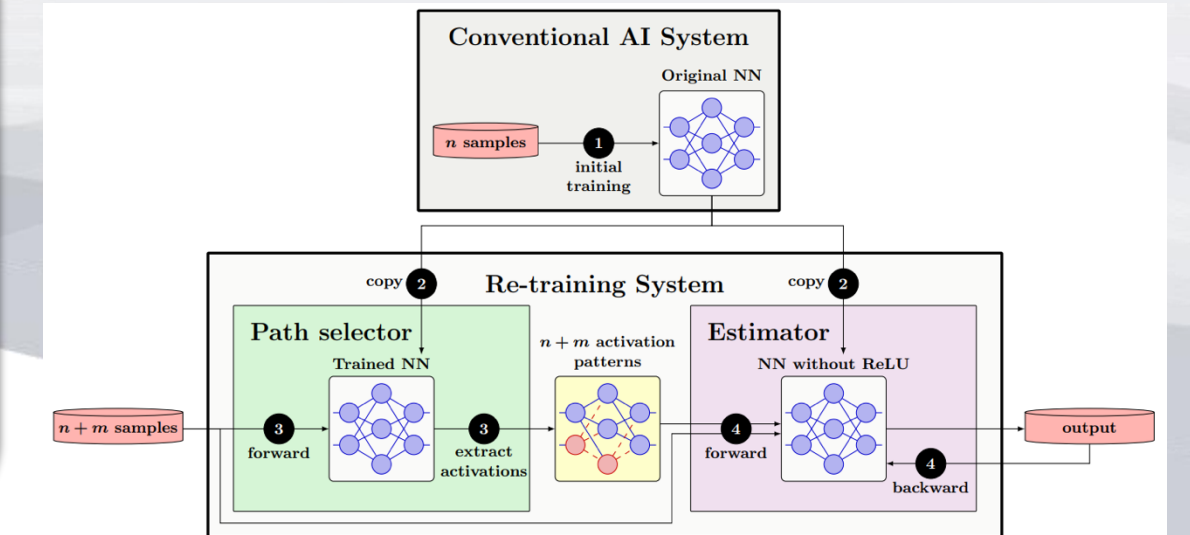 Conventional AI System
Original NN
n samples
1
initial
training
copy 2
Re-training System
copy 2
Path selector
Trained NN
n + m activation
patterns
Estimator
NN without ReLU
n + m samples
3
forward
3
extract
activations
4
forward
output
4
backward